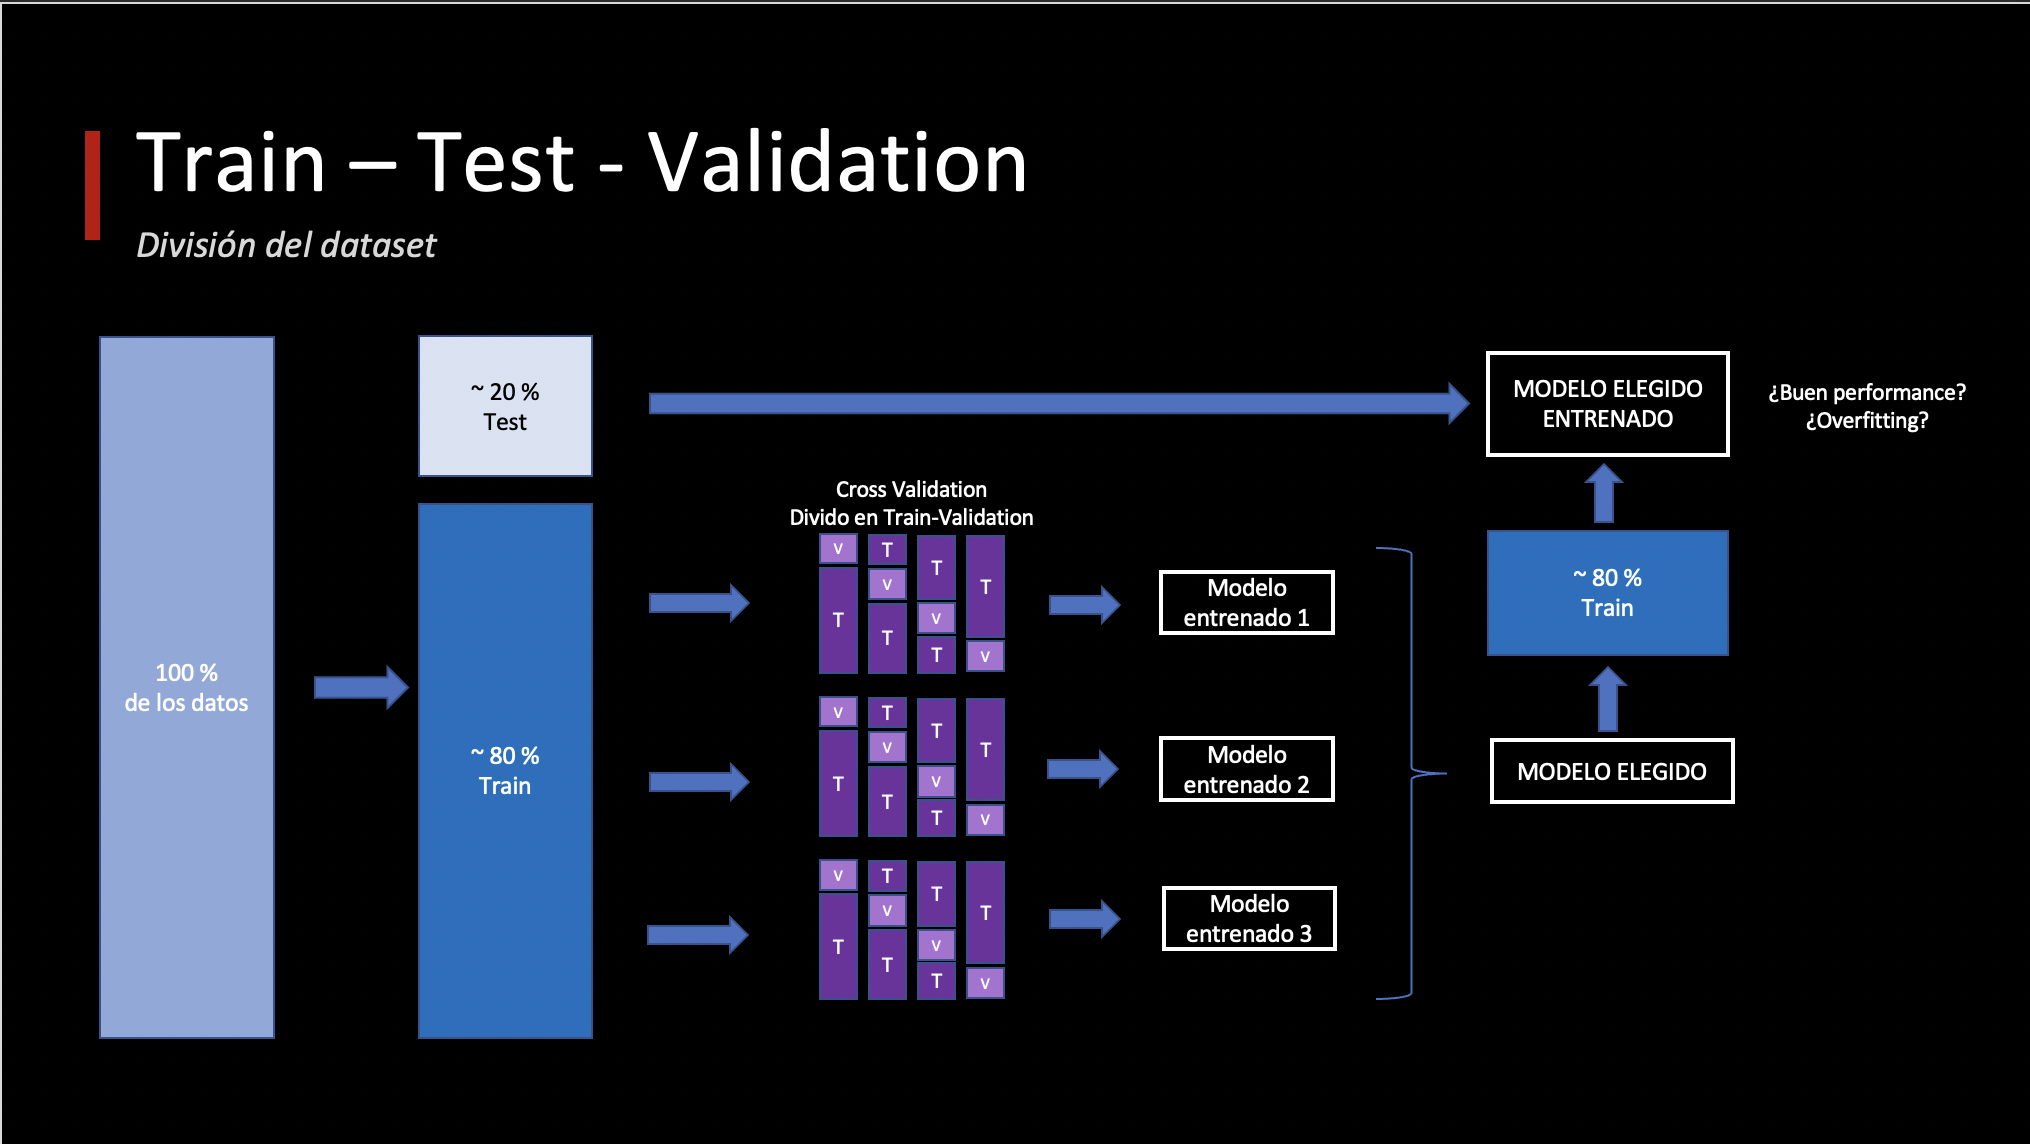 Train – Test - Validation
División del dataset
100 %
de los datos
~ 20 %
Test
~ 80 %
Train
Cross Validation
Divido en Train-Validation
V
T
T
V
T
T
V
T
T
V
V
T
T
V
T
T
V
T
T
V
V
T
T
V
T
T
V
T
T
V
Modelo
entrenado 1
Modelo
entrenado 2
Modelo
entrenado 3
MODELO ELEGIDO
ENTRENADO
¿Buen performance?
¿Overfitting?
~ 80 %
Train
MODELO ELEGIDO